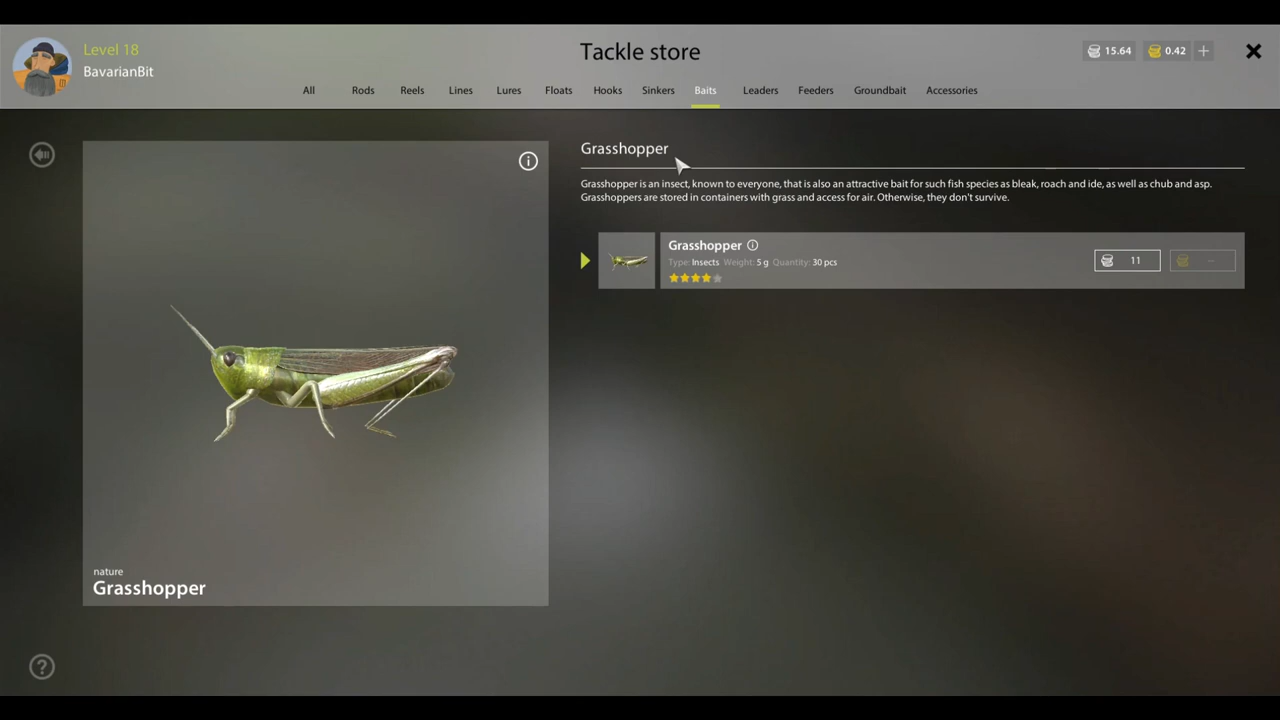 Level 18
BavarianBit
Tackle store
15.64
0.42
All Rods Reels Lines Lures Floats Hooks Sinkers Baits Leaders Feeders Groundbait Accessories
Grasshopper
Grasshopper is an insect, known to everyone, that is also an attractive bait for such fish species as bleak, roach and ide, as well as chub and asp.
Grasshoppers are stored in containers with grass and access for air. Otherwise, they don't survive.
Grasshopper
Type: Insects Weight: 5 g Quantity: 30 pcs
11
nature
Grasshopper